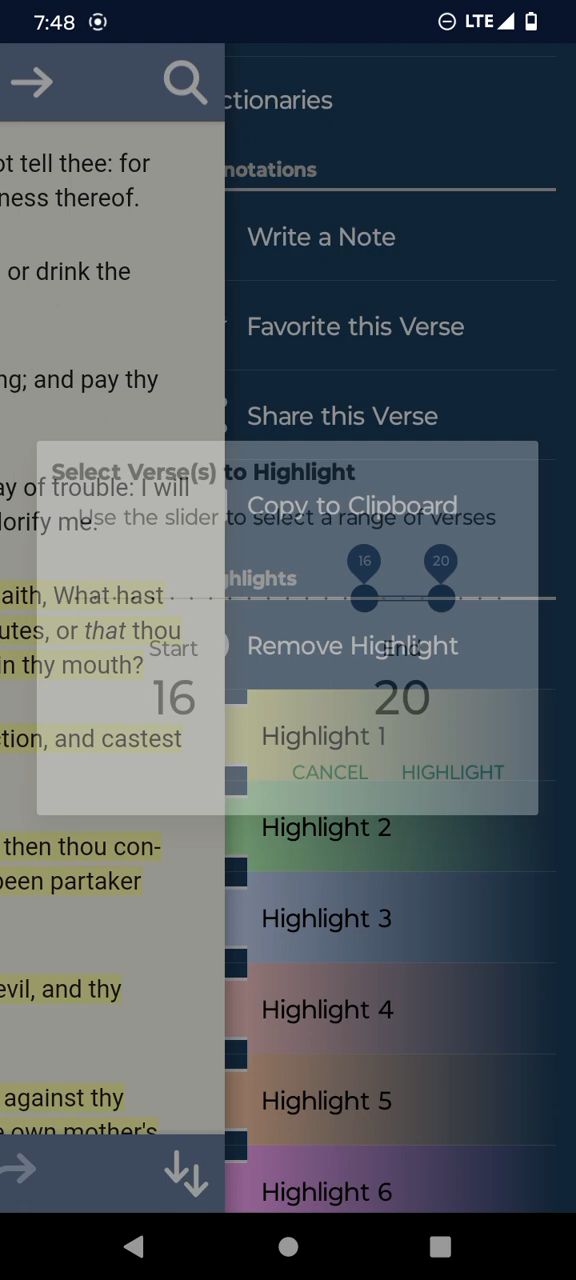 7:48
LTE
ctionaries
notations
ot tell thee: for
ness thereof.
or drink the
ng; and pay thy
ay of trouble: I will
lorify me.
aith, What hast
utes, or that thou
in thy mouth?
ction, and castest
then thou con-
been partaker
evil, and thy
against thy
e own mother's
Write a Note
Favorite this Verse
Share this Verse
Copy to Clipboard
ghlights
Remove Highlight
Highlight 1
Highlight 2
Highlight 3
Highlight 4
Highlight 5
Highlight 6
Select Verse(s) to Highlight
Use the slider to select a range of verses
16
20
Start
End
16
20
CANCEL
HIGHLIGHT